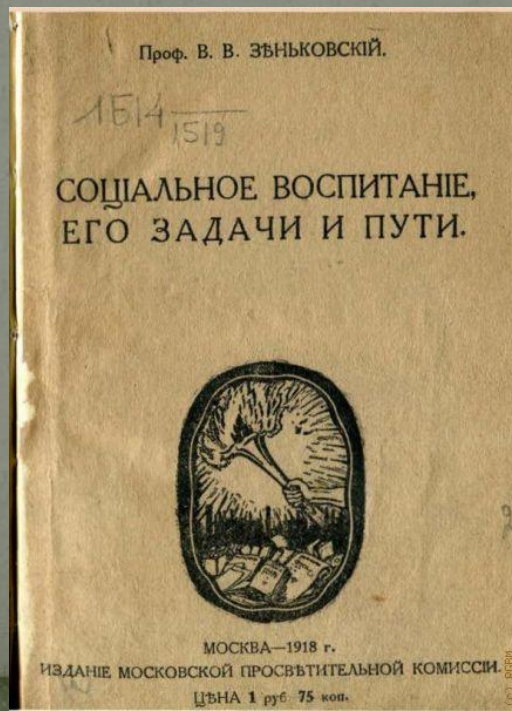 Проф. В. В. ЗѢНЬКОВСКІЙ.
1Б14
1519
СОЦІАЛЬНОЕ ВОСПИТАНІЕ,
ЕГО ЗАДАЧИ И ПУТИ.
МОСКВА—1918 г.
ИЗДАНІЕ МОСКОВСКОЙ ПРОСВѢТИТЕЛЬНОЙ КОМИССІИ.
ЦѢНА 1 руб 75 коп.